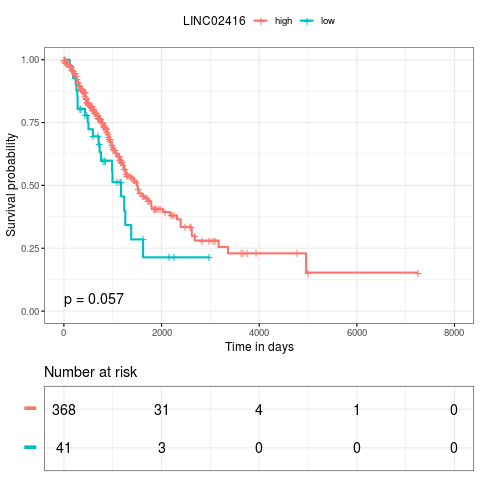 LINC02416 high low
1.00
0.75
0.50
0.25
0.00
Survival probability
p = 0.057
0 2000 4000 6000 8000
Time in days
Number at risk
368 31 4 1 0
41 3 0 0 0